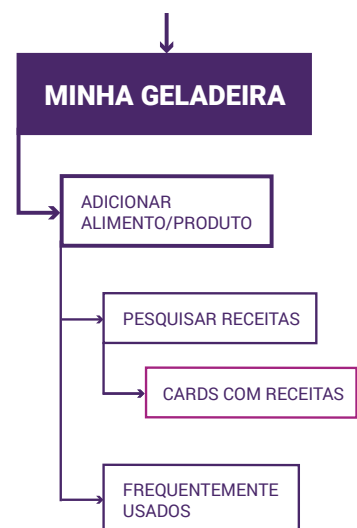 MINHA GELADEIRA
ADICIONAR
ALIMENTO/PRODUTO
PESQUISAR RECEITAS
CARDS COM RECEITAS
FREQUENTEMENTE
USADOS